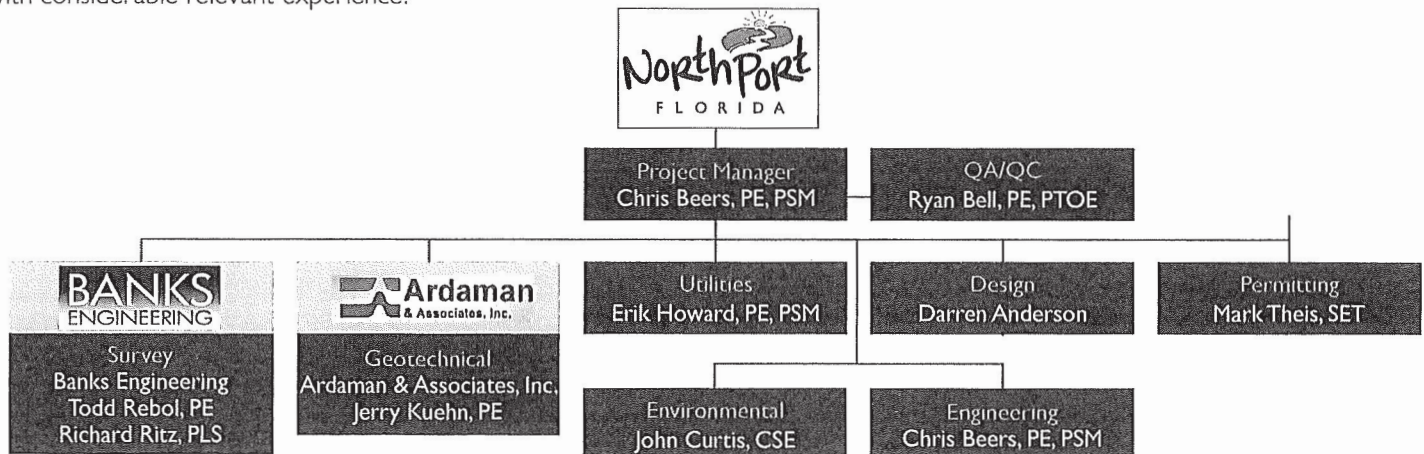 with considerable relevant experience.
NorthPort
FLORIDA
Project Manager
Chris Beers, PE, PSM
QA/QC
Ryan Bell, PE, PTOE
BANKS
ENGINEERING
Survey
Banks Engineering
Todd Rebol, PE
Richard Ritz, PLS
Ardaman
& Associates, Inc.
Geotechnical
Ardaman & Associates, Inc.
Jerry Kuehn, PE
Utilities
Erik Howard, PE, PSM
Design
Darren Anderson
Permitting
Mark Theis, SET
Environmental
John Curtis, CSE
Engineering
Chris Beers, PE, PSM